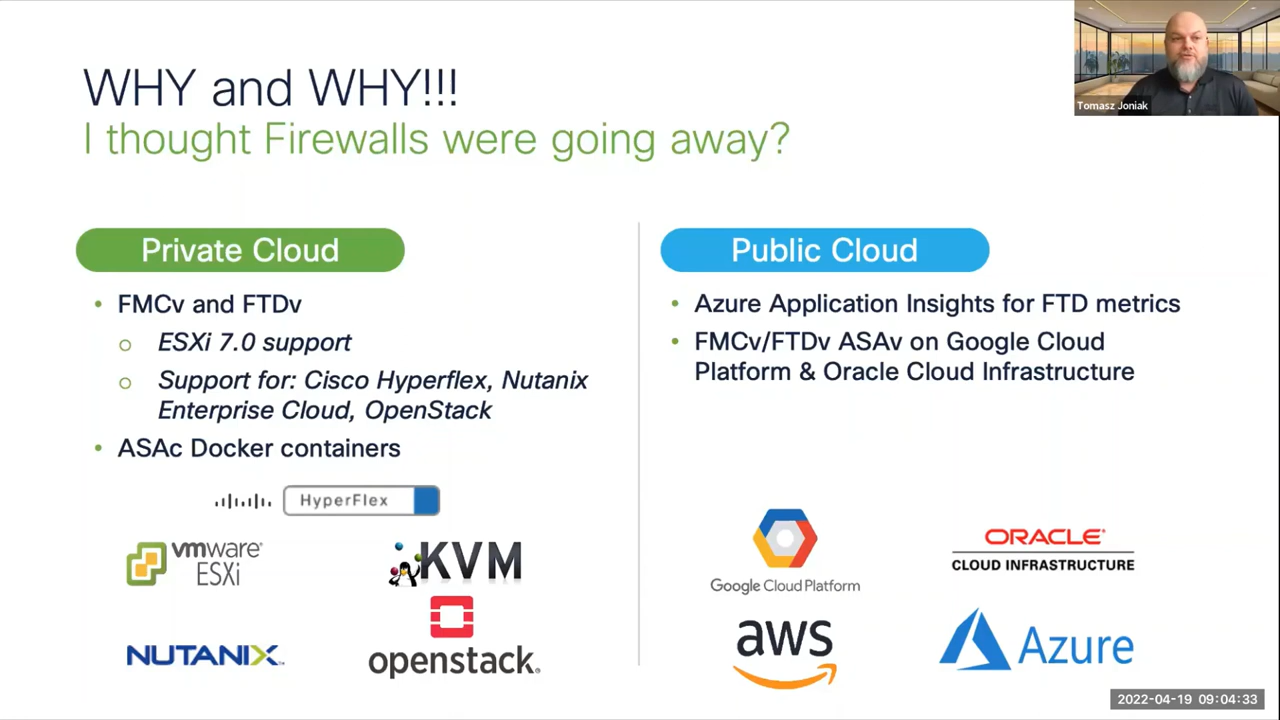 WHY and WHY!!!
I thought Firewalls were going away?
Tomasz Joniak
Private Cloud
• FMCv and FTDv
o ESXi 7.0 support
o Support for: Cisco Hyperflex, Nutanix
Enterprise Cloud, OpenStack
• ASAc Docker containers
HyperFlex
vmware®
ESXi
KVM
NUTANIX™
openstack®
Public Cloud
• Azure Application Insights for FTD metrics
• FMCv/FTDv ASAv on Google Cloud
Platform & Oracle Cloud Infrastructure
Google Cloud Platform
ORACLE®
CLOUD INFRASTRUCTURE
aws
Azure
2022-04-19 09:04:33